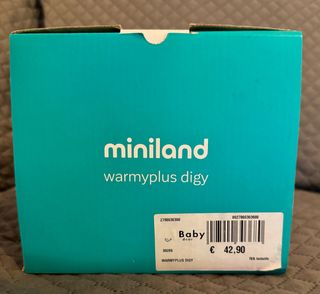 miniland
warmyplus digy
Baby
€ 42,90
WARMYPLUS DIGY